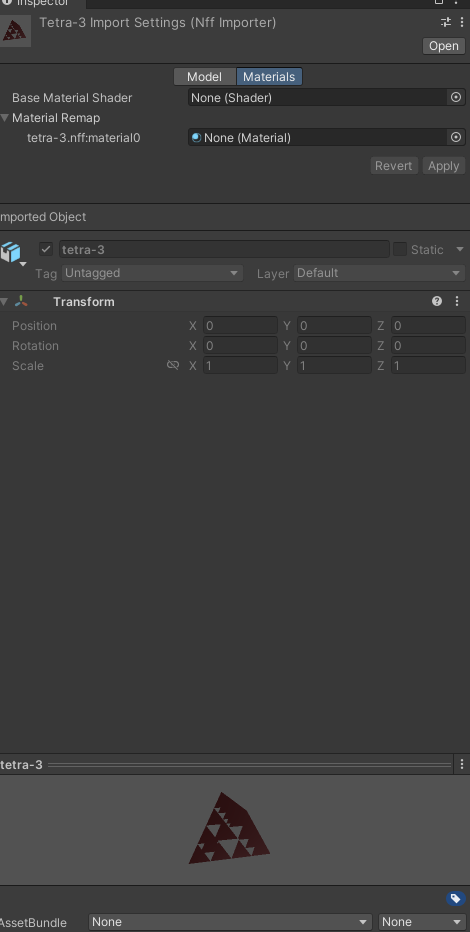 Inspector
Tetra-3 Import Settings (Nff Importer)
Open
Model Materials
Base Material Shader None (Shader)
Material Remap
tetra-3.nff:material0 None (Material)
Revert Apply
mported Object
tetra-3 Static
Tag Untagged Layer Default
Transform
Position X 0 Y 0 Z 0
Rotation X 0 Y 0 Z 0
Scale X 1 Y 1 Z 1
tetra-3
AssetBundle None None